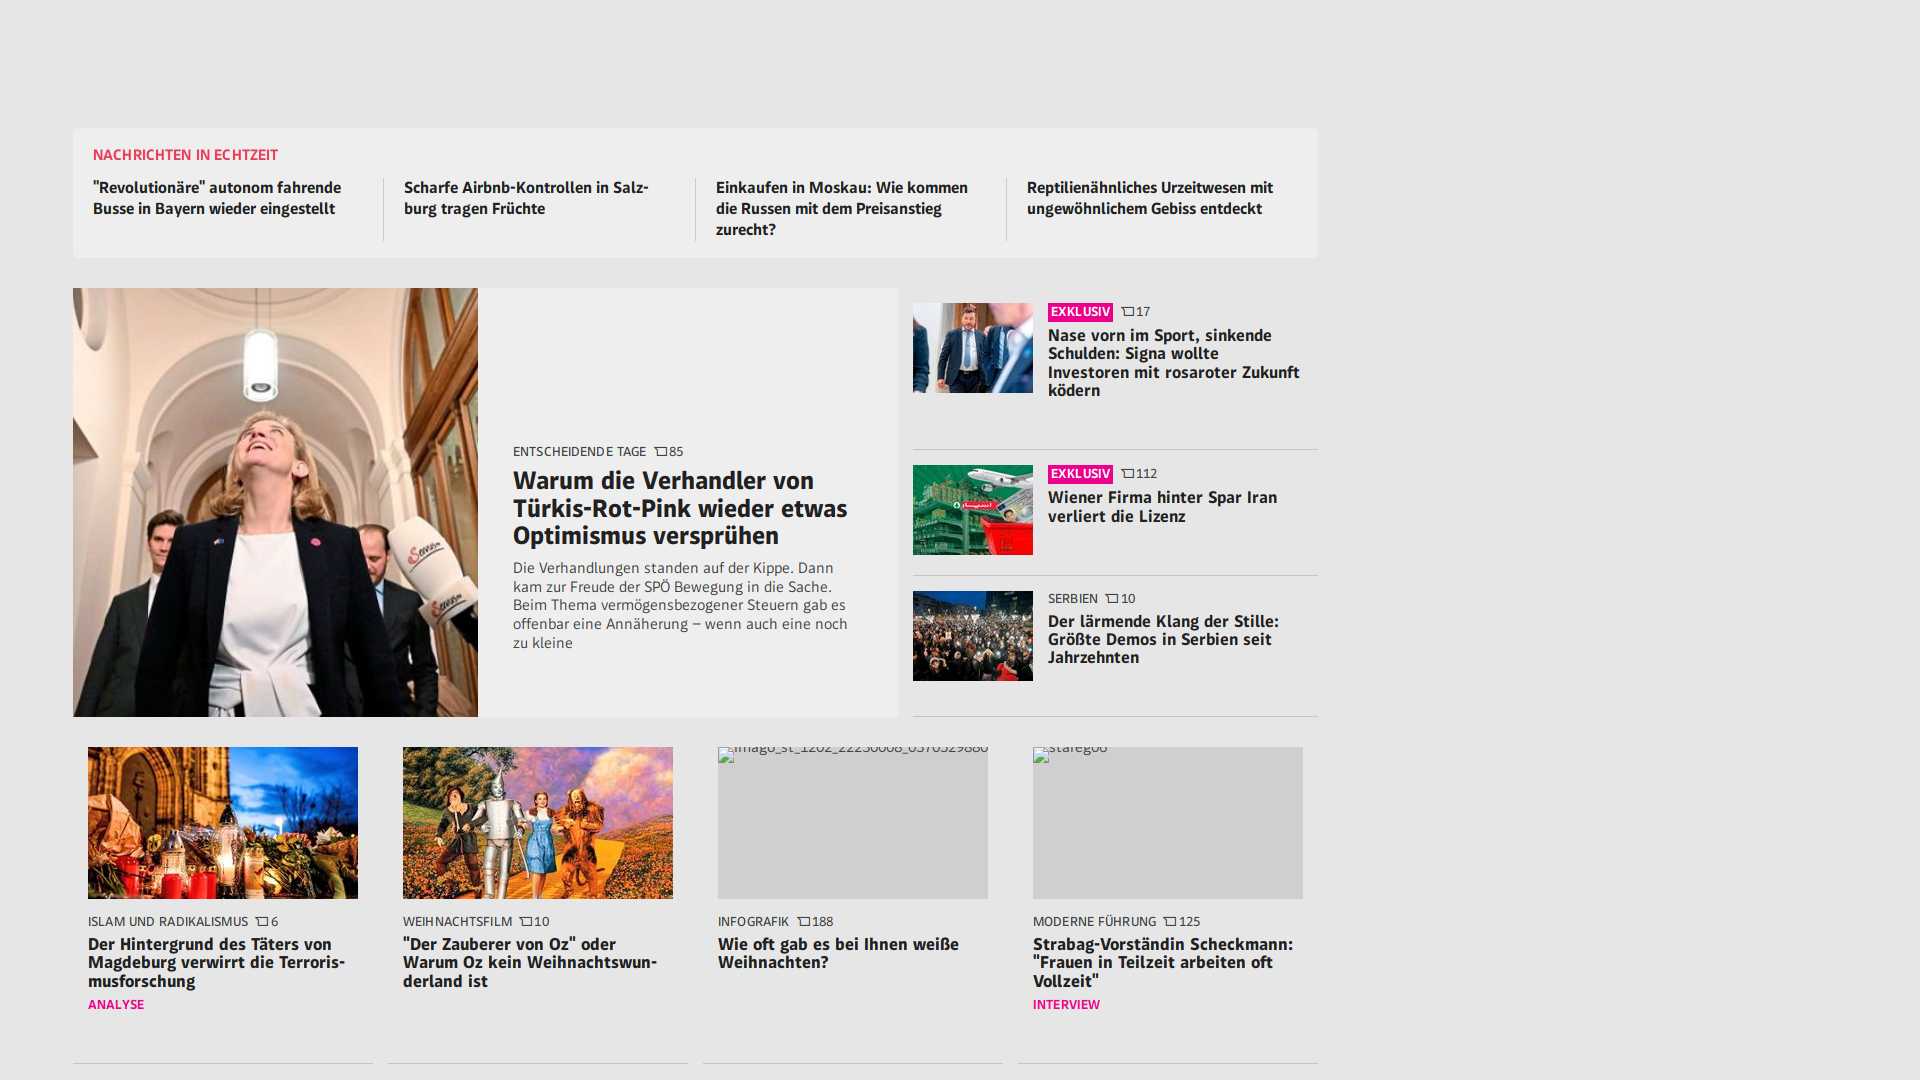 NACHRICHTEN IN ECHTZEIT
"Revolutionäre" autonom fahrende
Busse in Bayern wieder eingestellt
Scharfe Airbnb-Kontrollen in Salz-
burg tragen Früchte
Einkaufen in Moskau: Wie kommen
die Russen mit dem Preisanstieg
zurecht?
Reptilienähnliches Urzeitwesen mit
ungewöhnlichem Gebiss entdeckt
ENTSCHEIDENDE TAGE 85
Warum die Verhandler von
Türkis-Rot-Pink wieder etwas
Optimismus versprühen
Die Verhandlungen standen auf der Kippe. Dann
kam zur Freude der SPÖ Bewegung in die Sache.
Beim Thema vermögensbezogener Steuern gab es
offenbar eine Annäherung – wenn auch eine noch
zu kleine
EXKLUSIV 17
Nase vorn im Sport, sinkende
Schulden: Signa wollte
Investoren mit rosaroter Zukunft
ködern
EXKLUSIV 112
Wiener Firma hinter Spar Iran
verliert die Lizenz
SERBIEN 10
Der lärmende Klang der Stille:
Größte Demos in Serbien seit
Jahrzehnten
ISLAM UND RADIKALISMUS 6
Der Hintergrund des Täters von
Magdeburg verwirrt die Terroris-
musforschung
ANALYSE
WEIHNACHTSFILM 10
"Der Zauberer von Oz" oder
Warum Oz kein Weihnachtswun-
derland ist
INFOGRAFIK 188
Wie oft gab es bei Ihnen weiße
Weihnachten?
stareg06
MODERNE FÜHRUNG 125
Strabag-Vorständin Scheckmann:
"Frauen in Teilzeit arbeiten oft
Vollzeit"
INTERVIEW